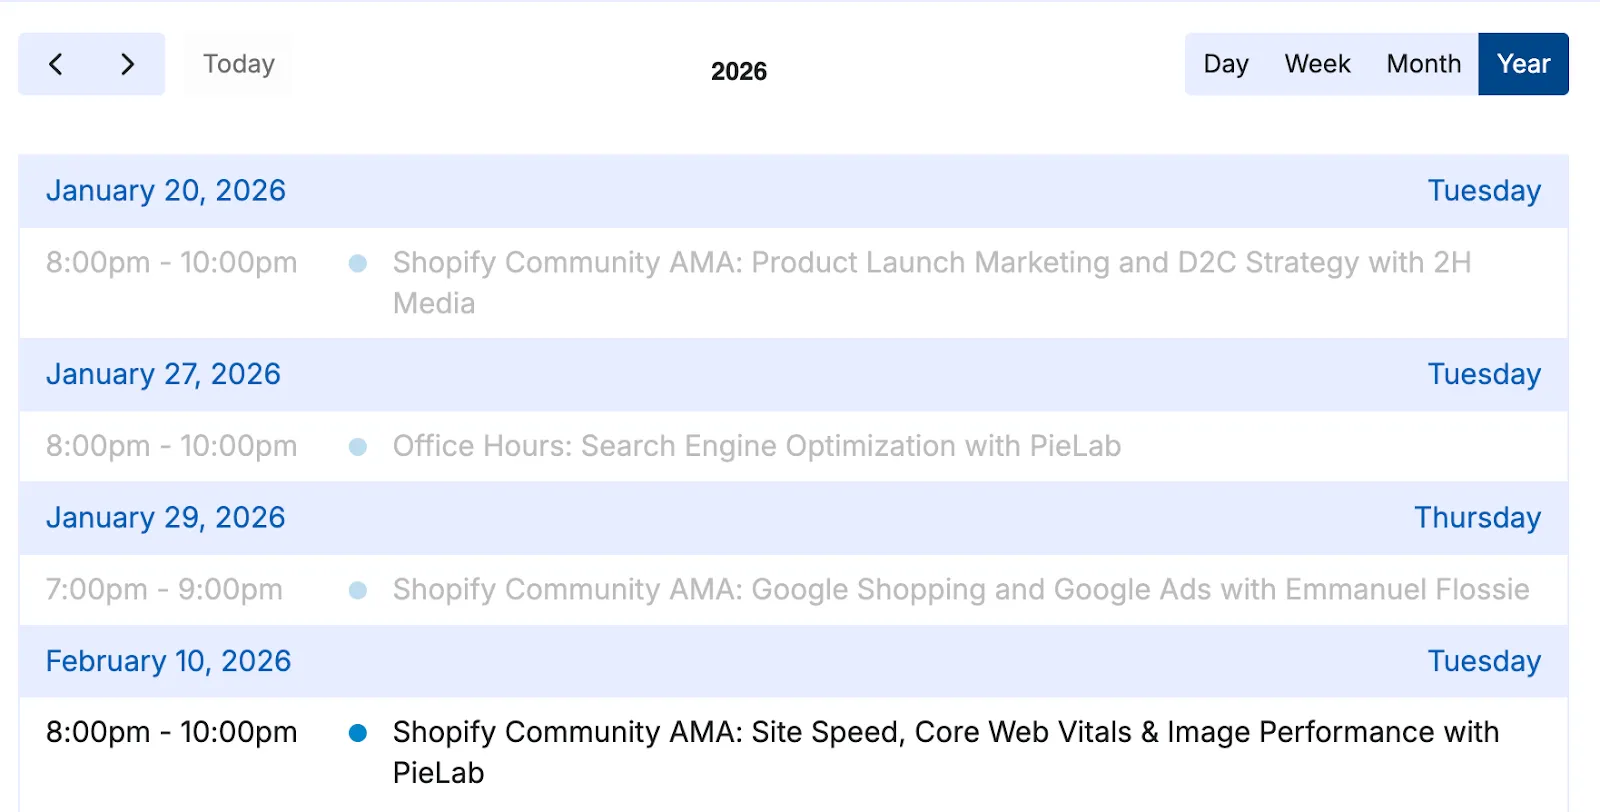 Today
2026
Day Week Month Year
January 20, 2026 Tuesday
8:00pm - 10:00pm Shopify Community AMA: Product Launch Marketing and D2C Strategy with 2H
Media
January 27, 2026 Tuesday
8:00pm - 10:00pm Office Hours: Search Engine Optimization with PieLab
January 29, 2026 Thursday
7:00pm - 9:00pm Shopify Community AMA: Google Shopping and Google Ads with Emmanuel Flossie
February 10, 2026 Tuesday
8:00pm - 10:00pm Shopify Community AMA: Site Speed, Core Web Vitals & Image Performance with
PieLab